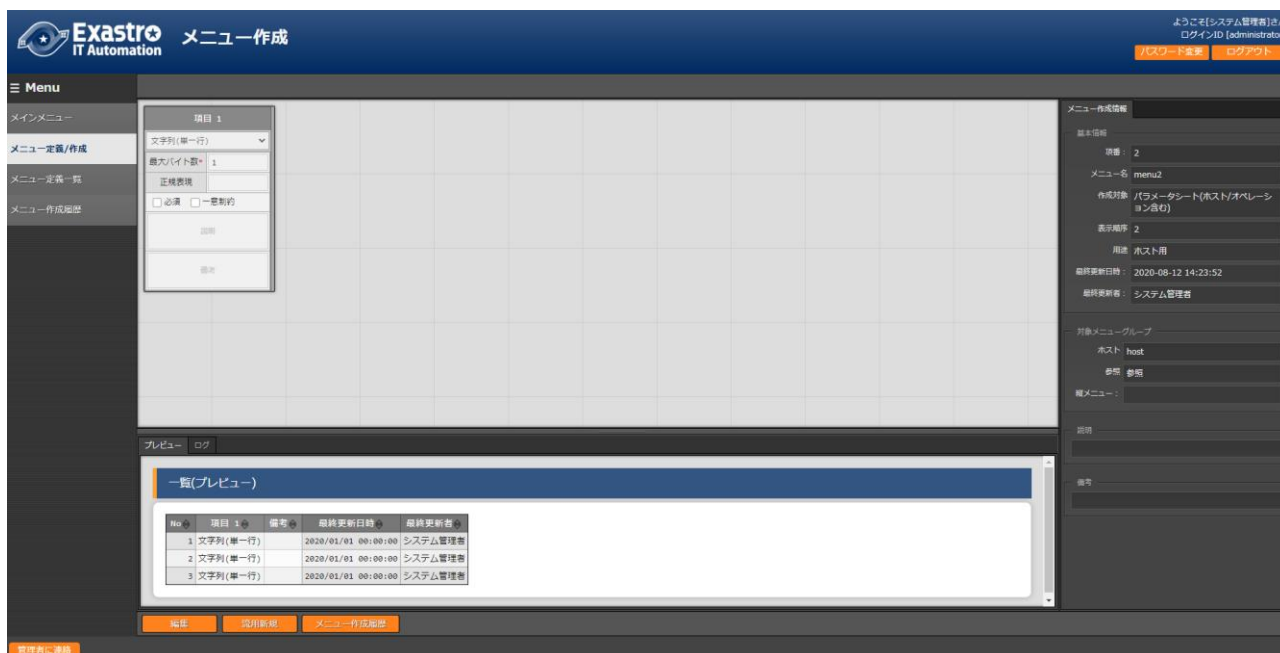 Exastro
IT Automation
メニュー作成
ようこそ[システム管理者]さ
ログインID [administrato
パスワード変更
ログアウト
Menu
メインメニュー
メニュー定義/作成
メニュー定義一覧
メニュー作成履歴
項目 1
文字列(単一行)
最大バイト数* 1
正規表現
必須 一意制約
説明
備考
メニュー作成情報
基本情報
項番： 2
メニュー名 menu2
作成対象 パラメータシート(ホスト/オペレーシ
ョン含む)
表示順序 2
用途 ホスト用
最終更新日時： 2020-08-12 14:23:52
最終更新者： システム管理者
対象メニューグループ
ホスト host
参照 参照
縦メニュー：
説明
備考
プレビュー ログ
一覧(プレビュー)
No 項目 1 備考 最終更新日時 最終更新者
1 文字列(単一行) 2020/01/01 00:00:00 システム管理者
2 文字列(単一行) 2020/01/01 00:00:00 システム管理者
3 文字列(単一行) 2020/01/01 00:00:00 システム管理者
編集 流用新規 メニュー作成履歴
管理者に連絡